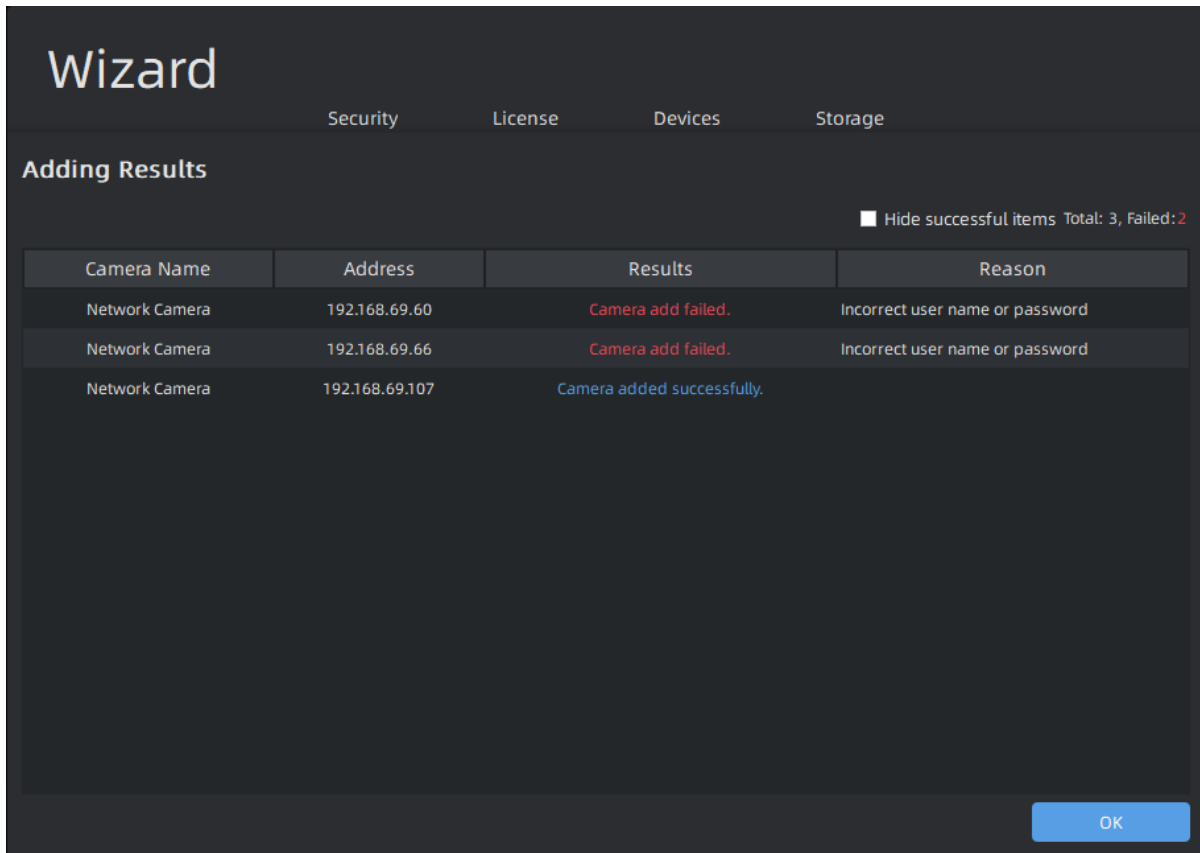 Wizard
Security License Devices Storage
Adding Results
Hide successful items Total: 3, Failed:2
Camera Name Address Results Reason
Network Camera 192.168.69.60 Camera add failed. Incorrect user name or password
Network Camera 192.168.69.66 Camera add failed. Incorrect user name or password
Network Camera 192.168.69.107 Camera added successfully.
OK